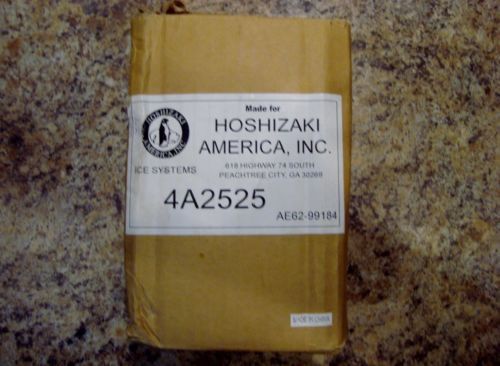 Made for
HOSHIZAKI
AMERICA, INC.
618 HIGHWAY 74 SOUTH
PEACHTREE CITY, GA 30269
HOSHIZAKI
AMERICA, INC.
ICE SYSTEMS
4A2525
AE62-99184
MADE IN CHINA